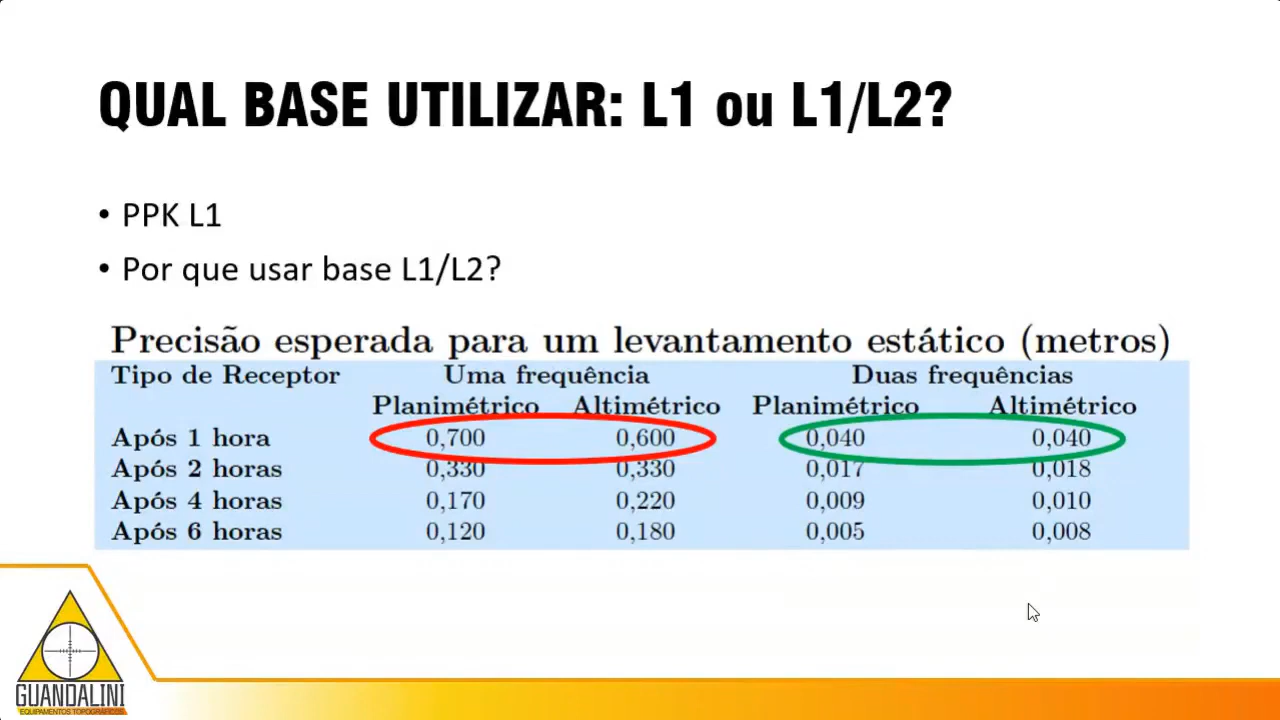 QUAL BASE UTILIZAR: L1 ou L1/L2?
• PPK L1
• Por que usar base L1/L2?
Precisão esperada para um levantamento estático (metros)
Tipo de Receptor Uma frequência Duas frequências
Planimétrico Altimétrico Planimétrico Altimétrico
Após 1 hora 0,700 0,600 0,040 0,040
Após 2 horas 0,330 0,330 0,017 0,018
Após 4 horas 0,170 0,220 0,009 0,010
Após 6 horas 0,120 0,180 0,005 0,008
GUANDALINI
EQUIPAMENTOS TOPOGRÁFICOS